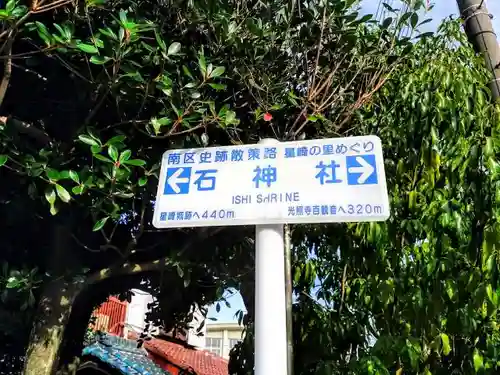 南区史跡散策路 星崎の里めぐり
← 石神社 →
ISHI SHRINE
星崎城跡へ440m 光照寺百観音へ320m